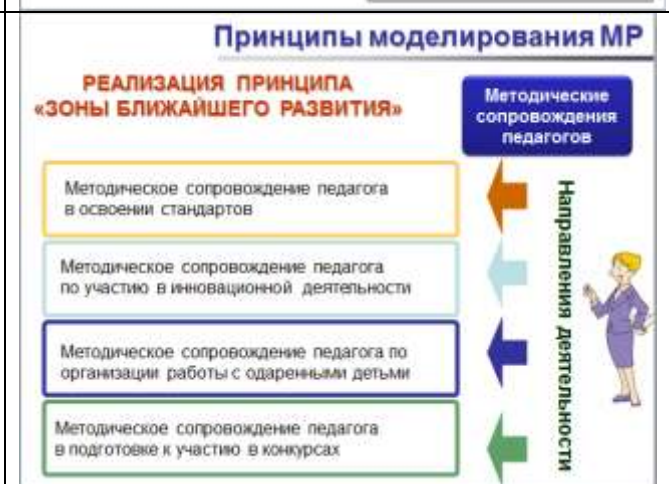 Принципы моделирования МР
РЕАЛИЗАЦИЯ ПРИНЦИПА
«ЗОНЫ БЛИЖАЙШЕГО РАЗВИТИЯ»
Методические
сопровождения
педагогов
Методическое сопровождение педагога
в освоении стандартов
Методическое сопровождение педагога
по участию в инновационной деятельности
Методическое сопровождение педагога по
организации работы с одаренными детьми
Методическое сопровождение педагога
в подготовке к участию в конкурсах
Направления деятельности